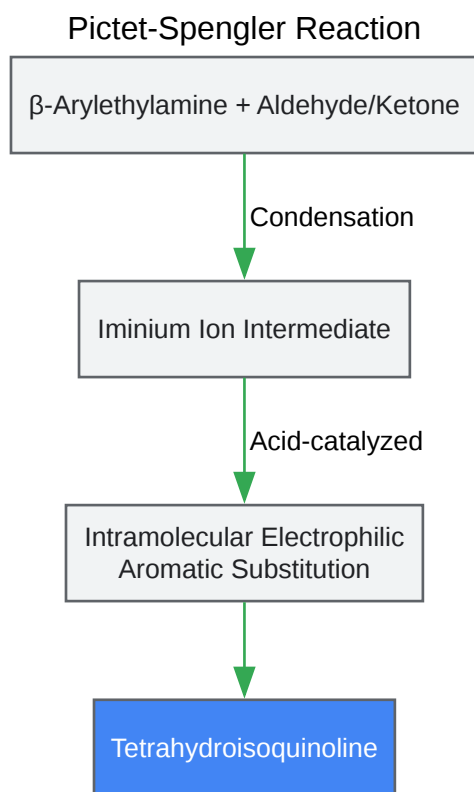 Pictet-Spengler Reaction
β-Arylethylamine + Aldehyde/Ketone
Condensation
Iminium Ion Intermediate
Acid-catalyzed
Intramolecular Electrophilic
Aromatic Substitution
Tetrahydroisoquinoline